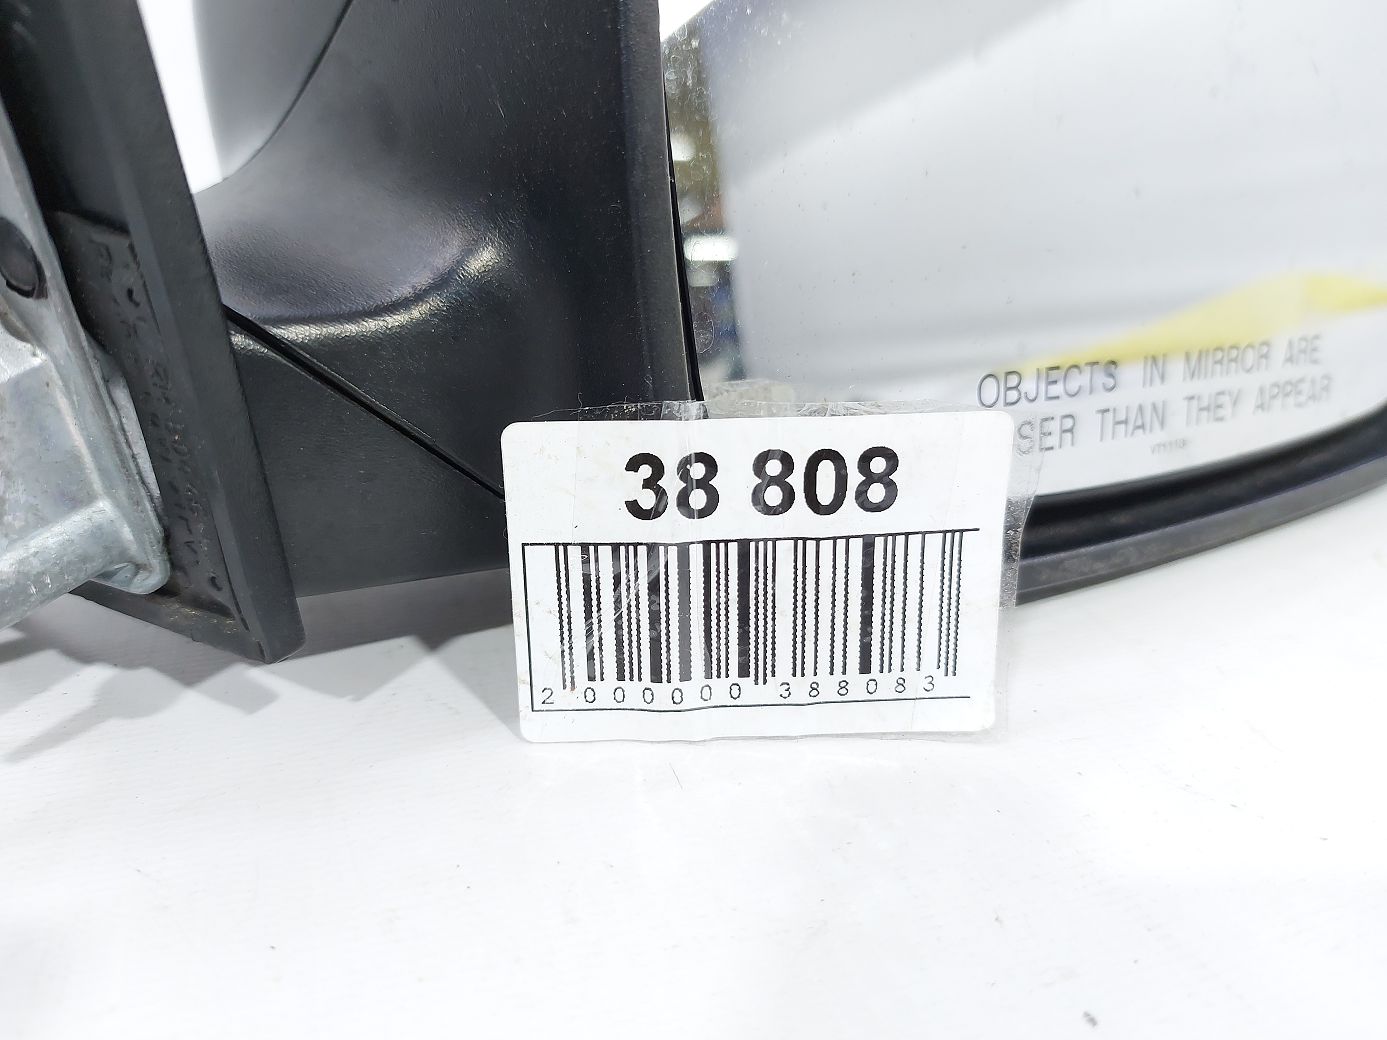 OBJECTS IN MIRROR ARE
SER THAN THEY APPEAR
38 808
2 000000 388083